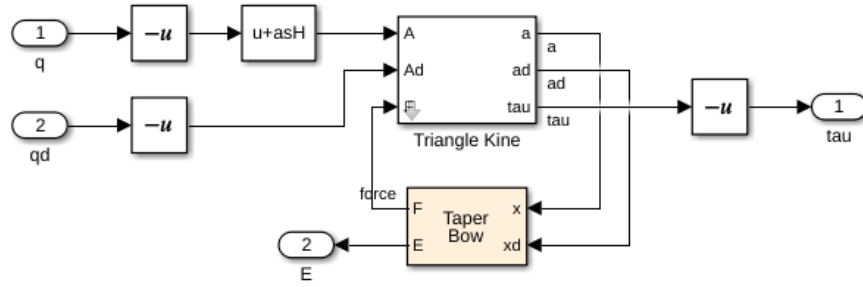 1
q
-u
u+asH
A
Ad
F
a
ad
tau
a
ad
tau
Triangle Kine
-u
1
tau
2
qd
-u
force
F
E
Taper
Bow
x
xd
2
E